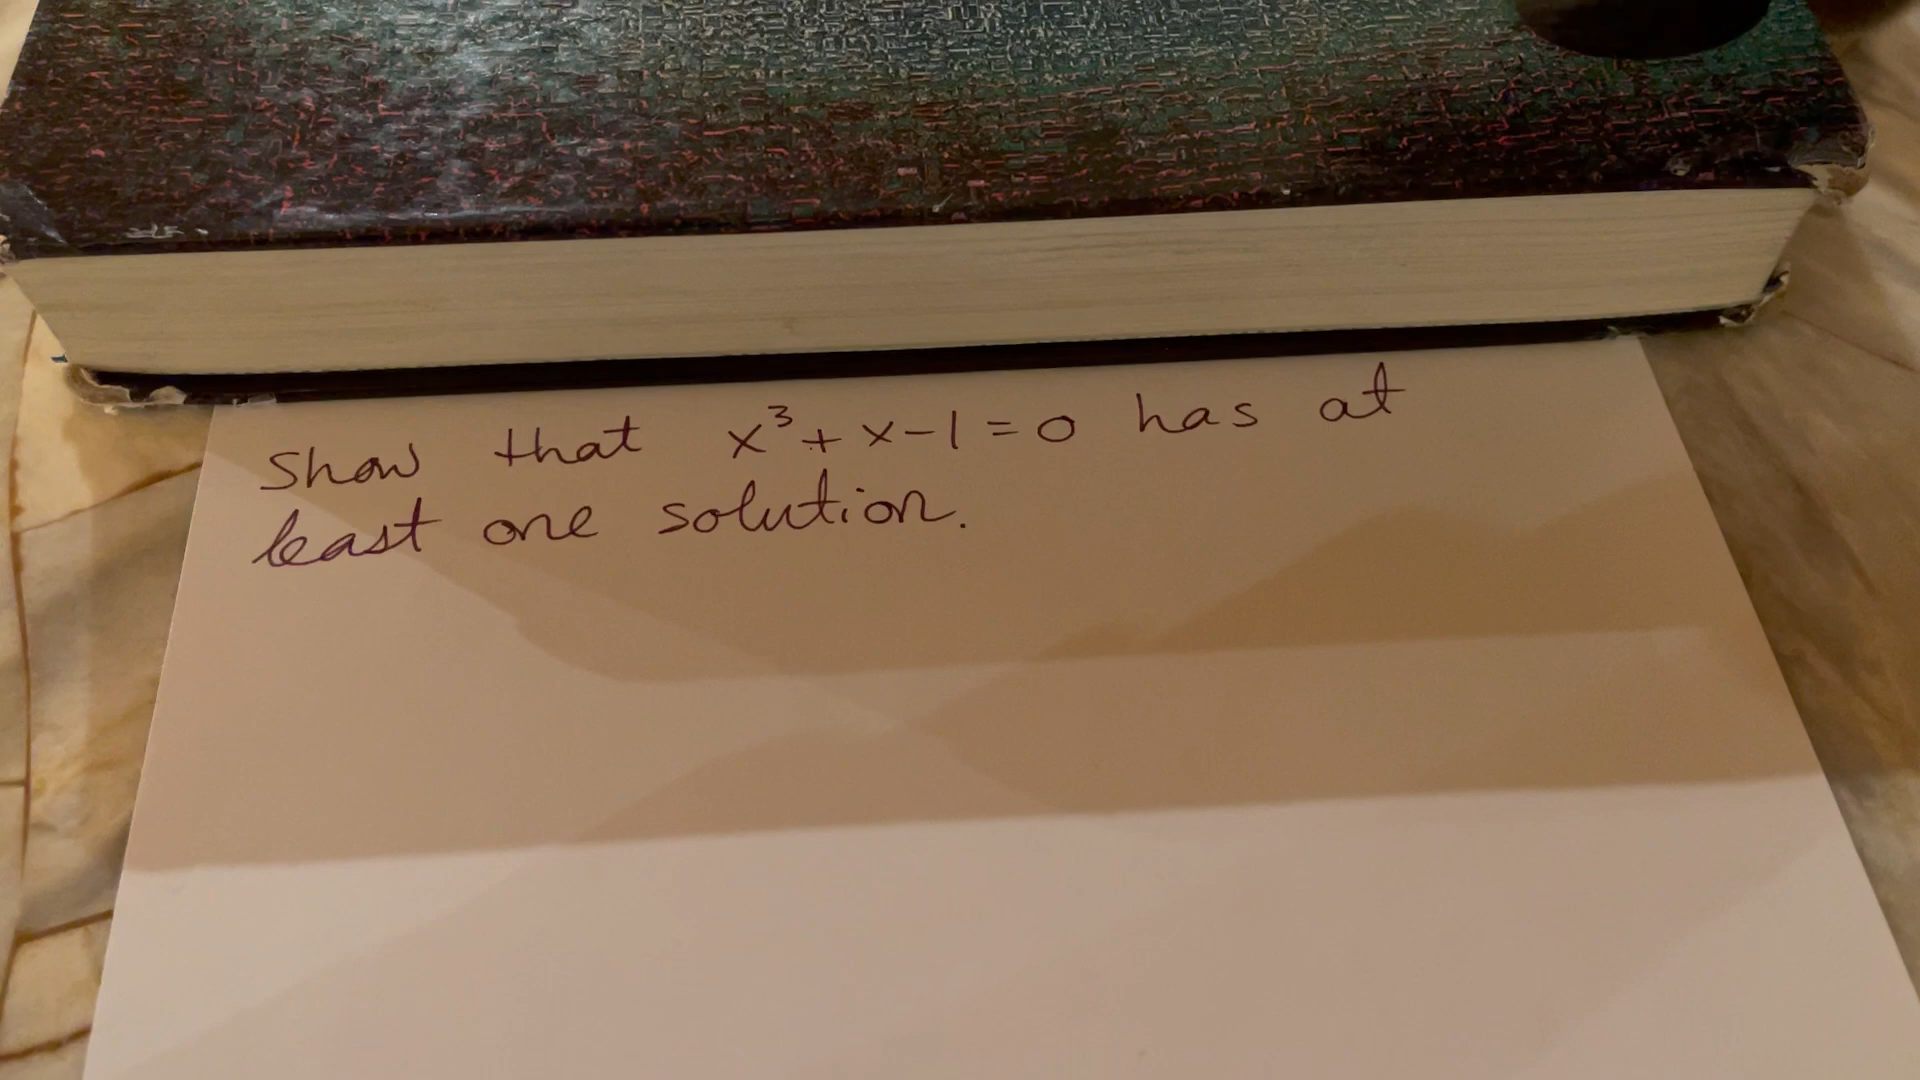 Show that x³ + x - 1 = 0 has at
least one solution.